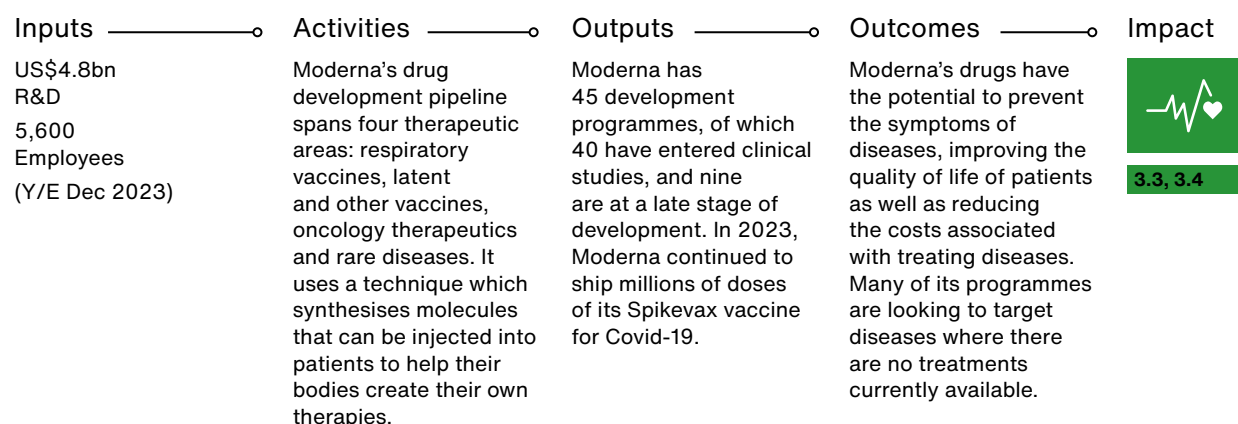 Inputs
US$4.8bn
R&D
5,600
Employees
(Y/E Dec 2023)
Activities
Moderna’s drug
development pipeline
spans four therapeutic
areas: respiratory
vaccines, latent
and other vaccines,
oncology therapeutics
and rare diseases. It
uses a technique which
synthesises molecules
that can be injected into
patients to help their
bodies create their own
therapies.
Outputs
Moderna has
45 development
programmes, of which
40 have entered clinical
studies, and nine
are at a late stage of
development. In 2023,
Moderna continued to
ship millions of doses
of its Spikevax vaccine
for Covid-19.
Outcomes
Moderna’s drugs have
the potential to prevent
the symptoms of
diseases, improving the
quality of life of patients
as well as reducing
the costs associated
with treating diseases.
Many of its programmes
are looking to target
diseases where there
are no treatments
currently available.
Impact
3.3, 3.4